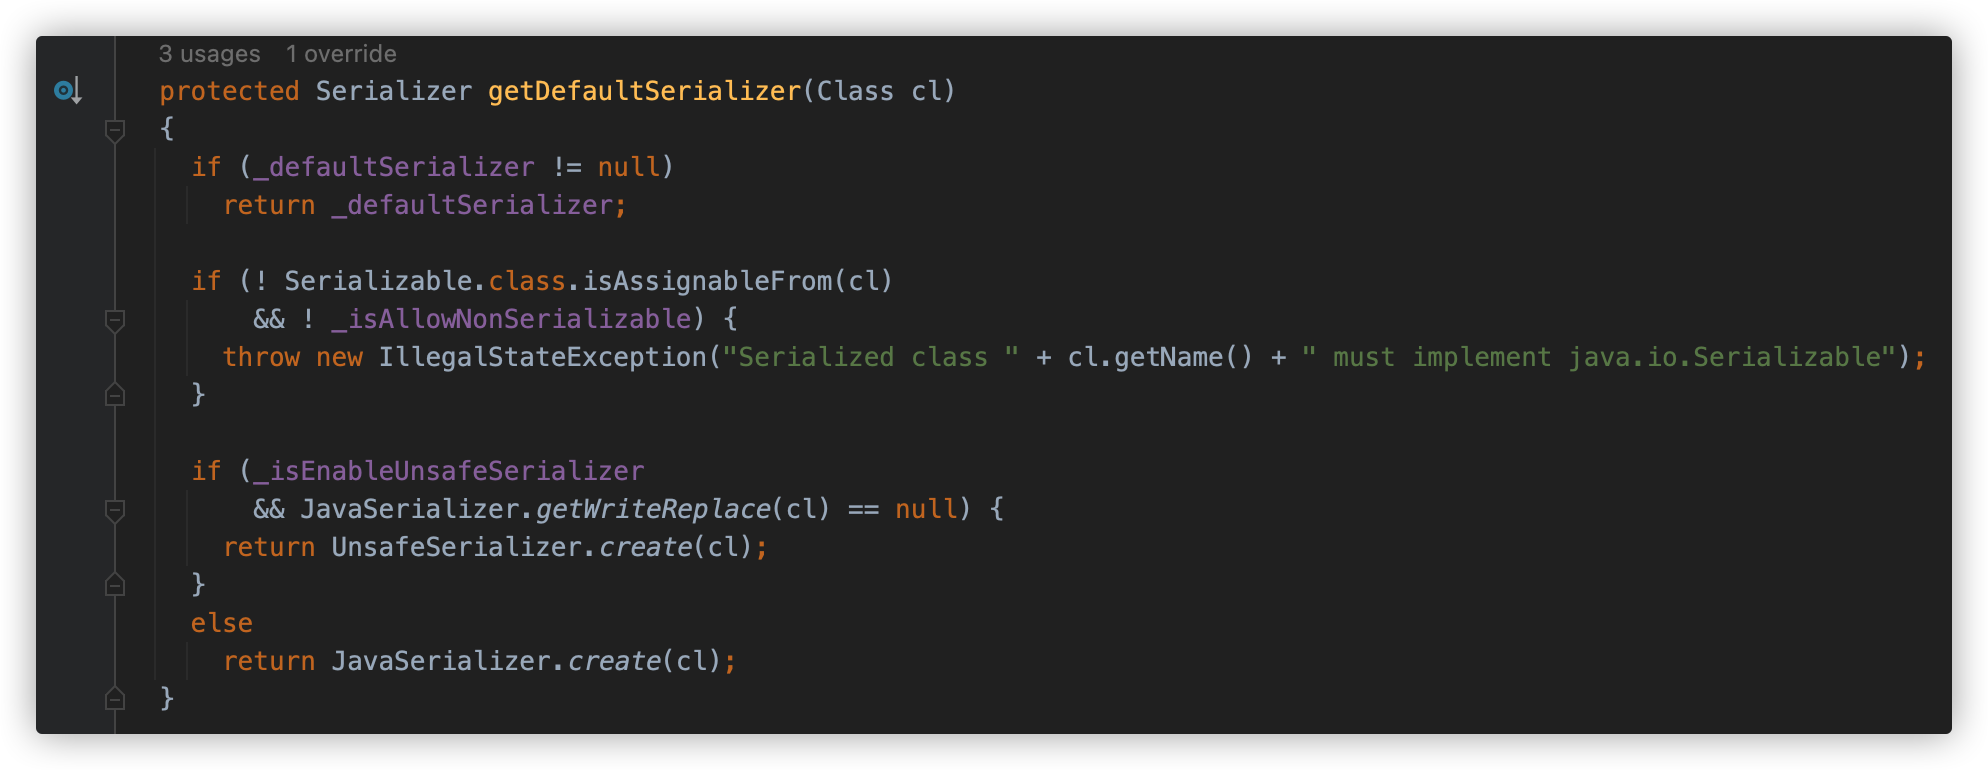 3 usages   1 override
protected Serializer getDefaultSerializer(Class cl)
{
  if (_defaultSerializer != null)
    return _defaultSerializer;

  if (! Serializable.class.isAssignableFrom(cl)
      && ! _isAllowNonSerializable) {
    throw new IllegalStateException("Serialized class " + cl.getName() + " must implement java.io.Serializable");
  }

  if (_isEnableUnsafeSerializer
      && JavaSerializer.getWriteReplace(cl) == null) {
    return UnsafeSerializer.create(cl);
  }
  else
    return JavaSerializer.create(cl);
}